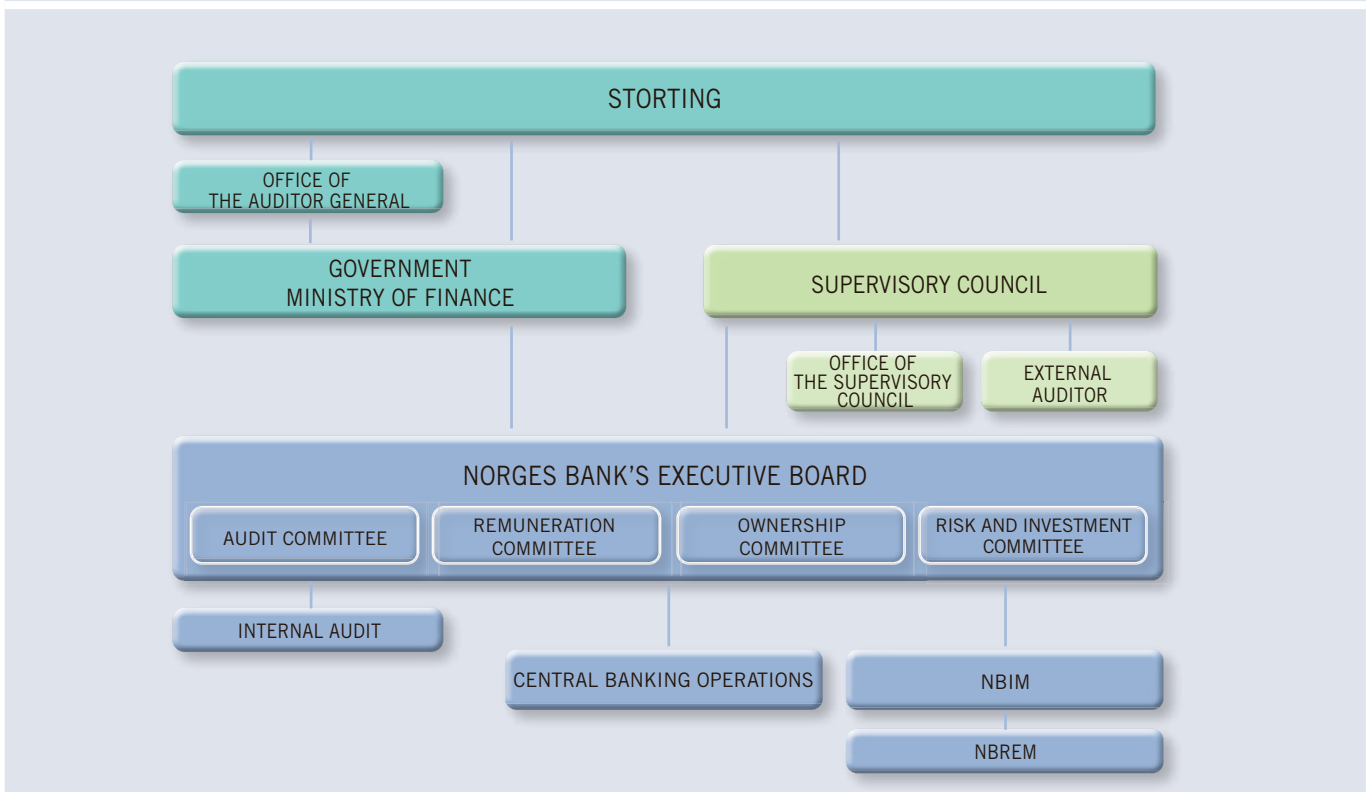 STORTING
OFFICE OF
THE AUDITOR GENERAL
GOVERNMENT
MINISTRY OF FINANCE
SUPERVISORY COUNCIL
OFFICE OF
THE SUPERVISORY
COUNCIL
EXTERNAL
AUDITOR
NORGES BANK’S EXECUTIVE BOARD
AUDIT COMMITTEE
REMUNERATION
COMMITTEE
OWNERSHIP
COMMITTEE
RISK AND INVESTMENT
COMMITTEE
INTERNAL AUDIT
CENTRAL BANKING OPERATIONS
NBIM
NBREM